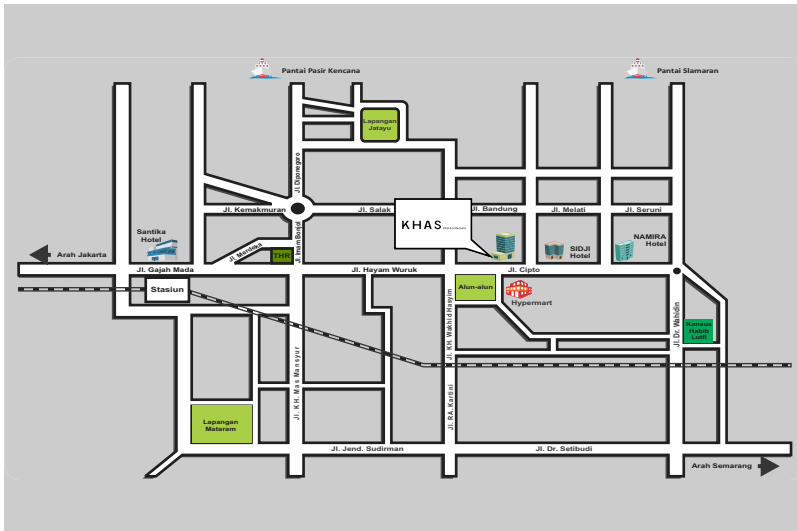 Pantai Pasir Kencana
Pantai Slamaran
Lapangan
Jatayu
Jl. Diponegoro
Jl. Kemakmuran
Jl. Salak
Jl. Bandung
Jl. Melati
Jl. Seruni
KHAS
Santika
Hotel
Jl. Merdeka
Jl. Imam Bonjol
THR
SIDJI
Hotel
NAMIRA
Hotel
Arah Jakarta
Jl. Gajah Mada
Jl. Hayam Wuruk
Jl. Cipto
Stasiun
Alun-alun
Hypermart
Jl. KH. Wakhid Hasyim
Jl. Dr. Wahidin
Kanzus
Habib
Lutfi
Jl. KH. Mas Mansyur
Jl. RA. Kartini
Lapangan
Mataram
Jl. Jend. Sudirman
Jl. Dr. Setibudi
Arah Semarang